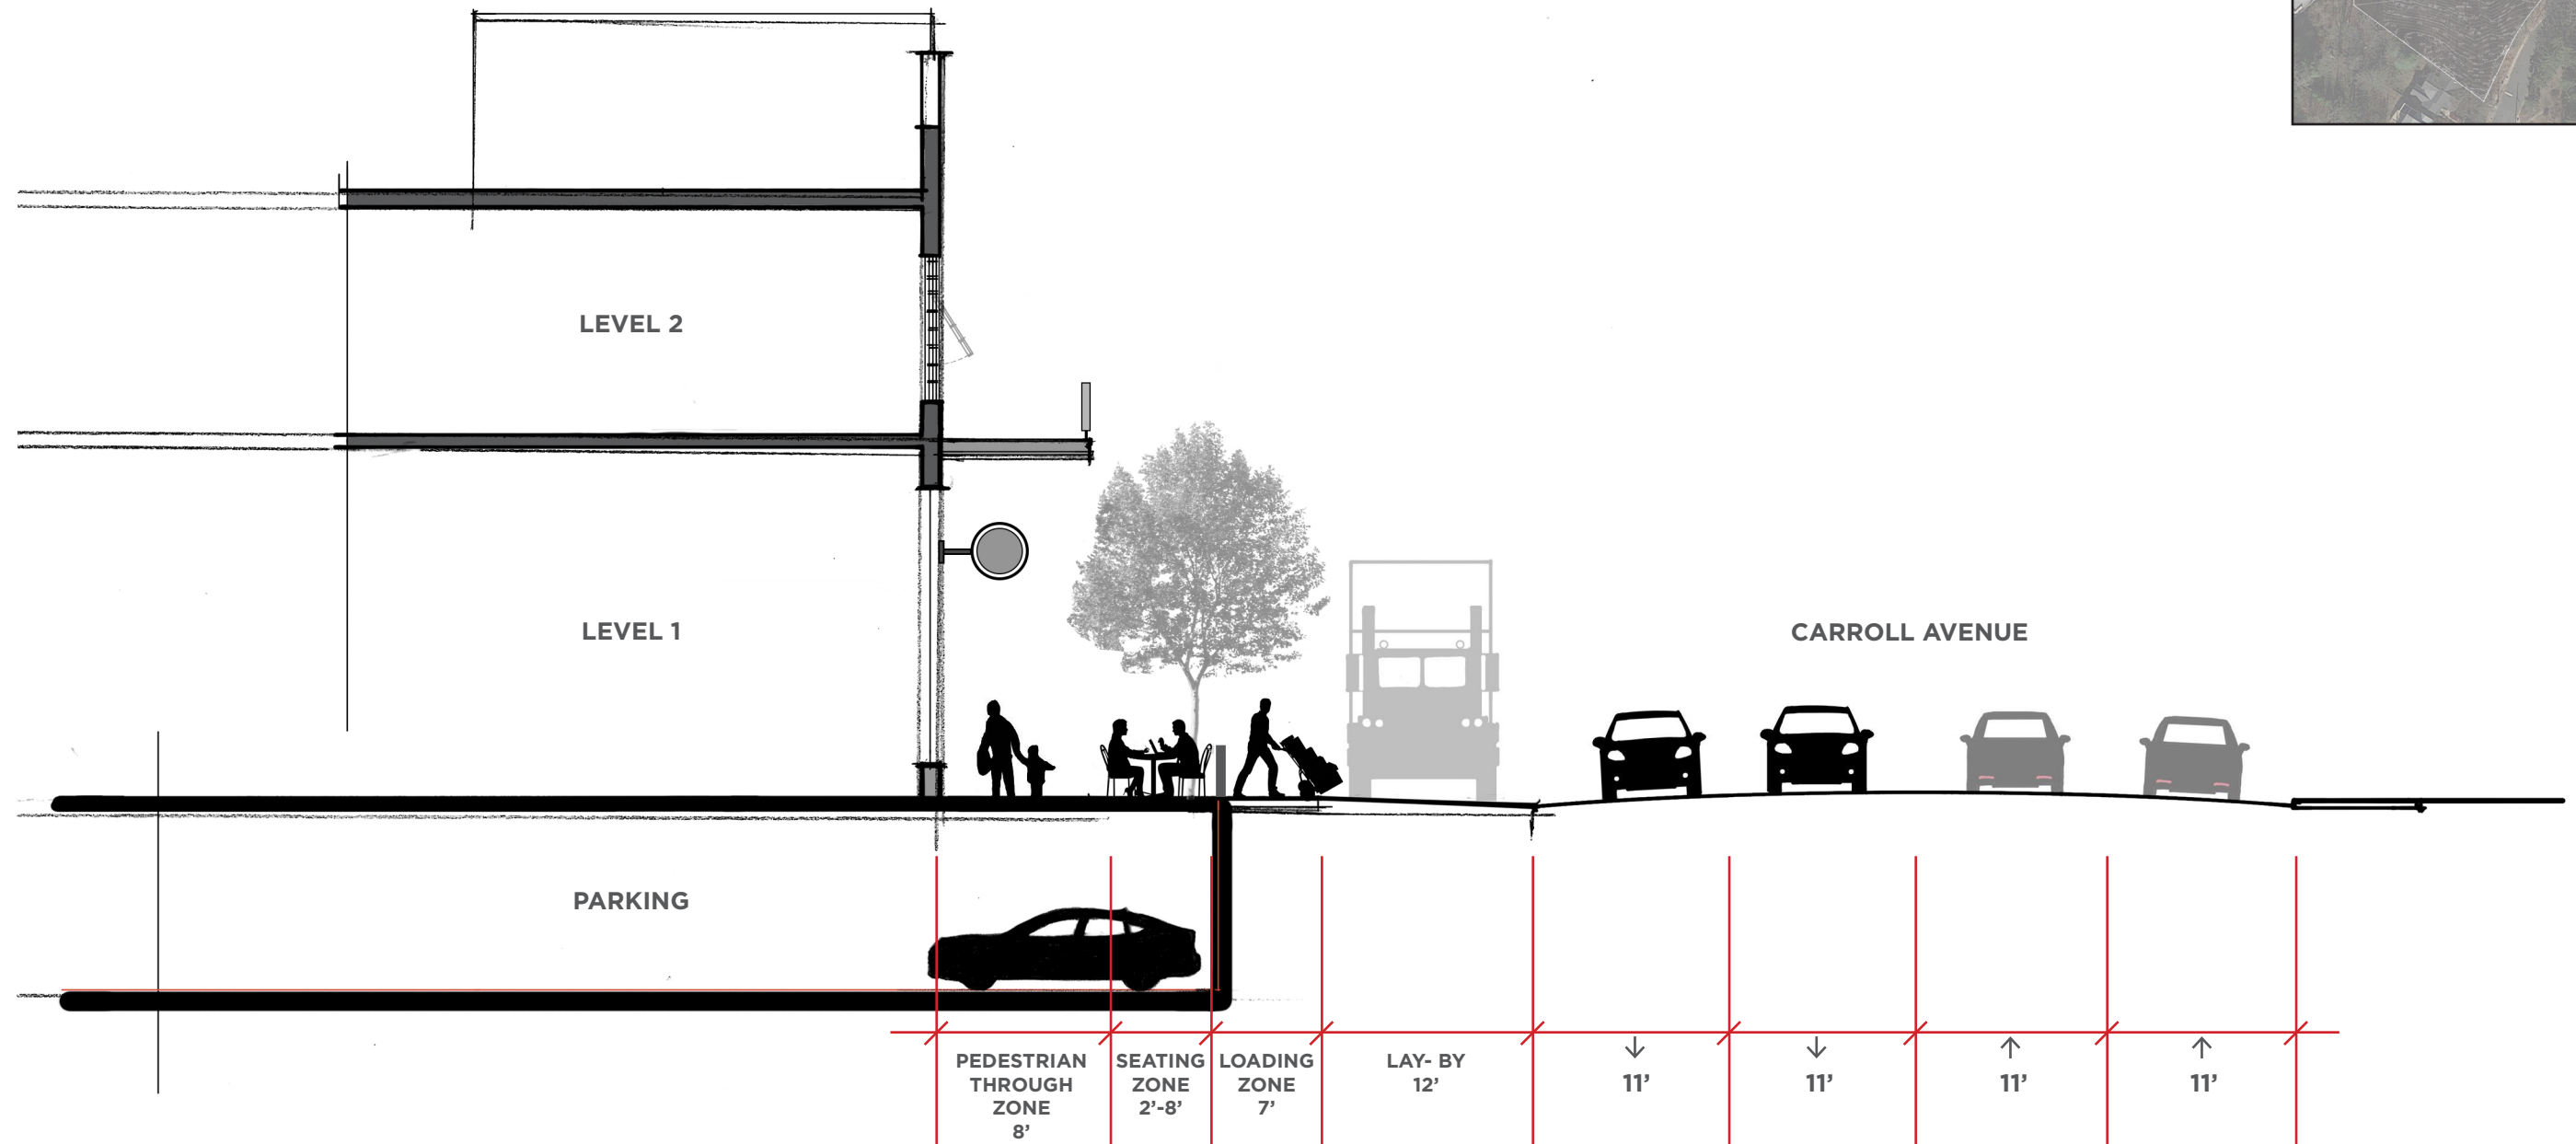 LEVEL 2
LEVEL 1
CARROLL AVENUE
PARKING
PEDESTRIAN
THROUGH
ZONE
8’
SEATING
ZONE
2’-8’
LOADING
ZONE
7’
LAY- BY
12’
↓
11’
↓
11’
↑
11’
↑
11’